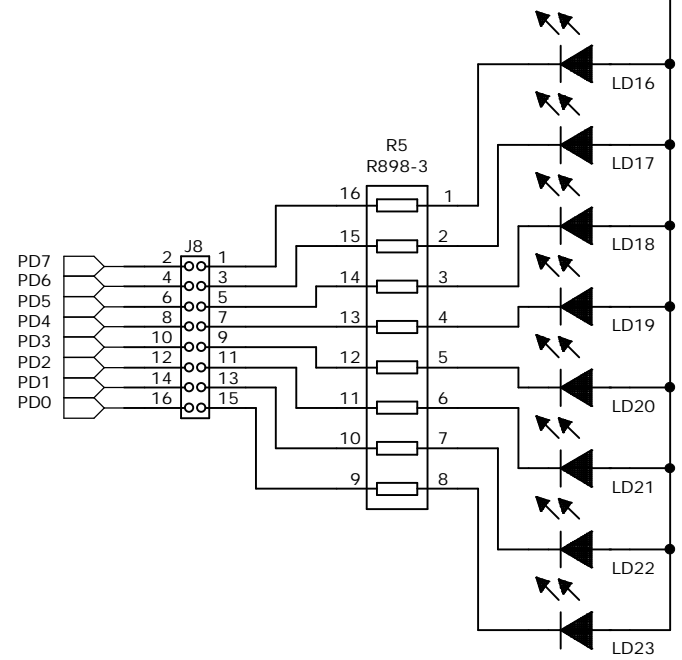 LD16
R5
R898-3
LD17
16 1
15 2
J8
LD18
PD7 2 1
14 3
PD6 4 3
PD5 6 5
PD4 8 7
13 4
LD19
PD3 10 9
PD2 12 11
12 5
PD1 14 13
LD20
PD0 16 15
11 6
10 7
LD21
9 8
LD22
LD23